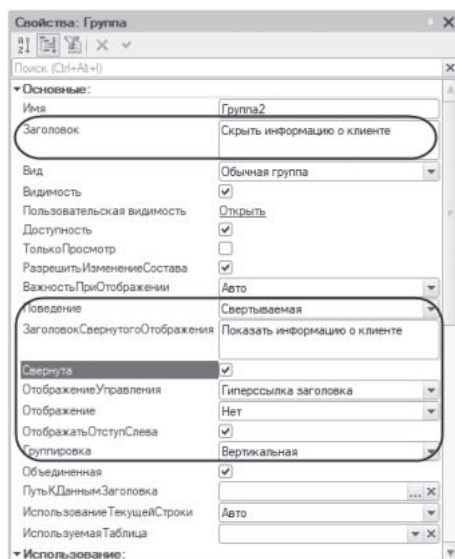 Свойства: Группа
Поиск (Ctrl+Alt+I)
Основные:
Имя Группа2
Заголовок Скрыть информацию о клиенте
Вид Обычная группа
Видимость
Пользовательская видимость Открыть
Доступность
ТолькоПросмотр
РазрешитьИзменениеСостава
ВажностьПриОтображении Авто
Поведение Свертываемая
ЗаголовокСвернутогоОтображения Показать информацию о клиенте
Свернута
ОтображениеУправления Гиперссылка заголовка
Отображение Нет
ОтображатьОтступСлева
Группировка Вертикальная
Объединенная
ПутьКДаннымЗаголовка ...
ИспользованиеТекущейСтроки Авто
ИспользуемаяТаблица
Использование: